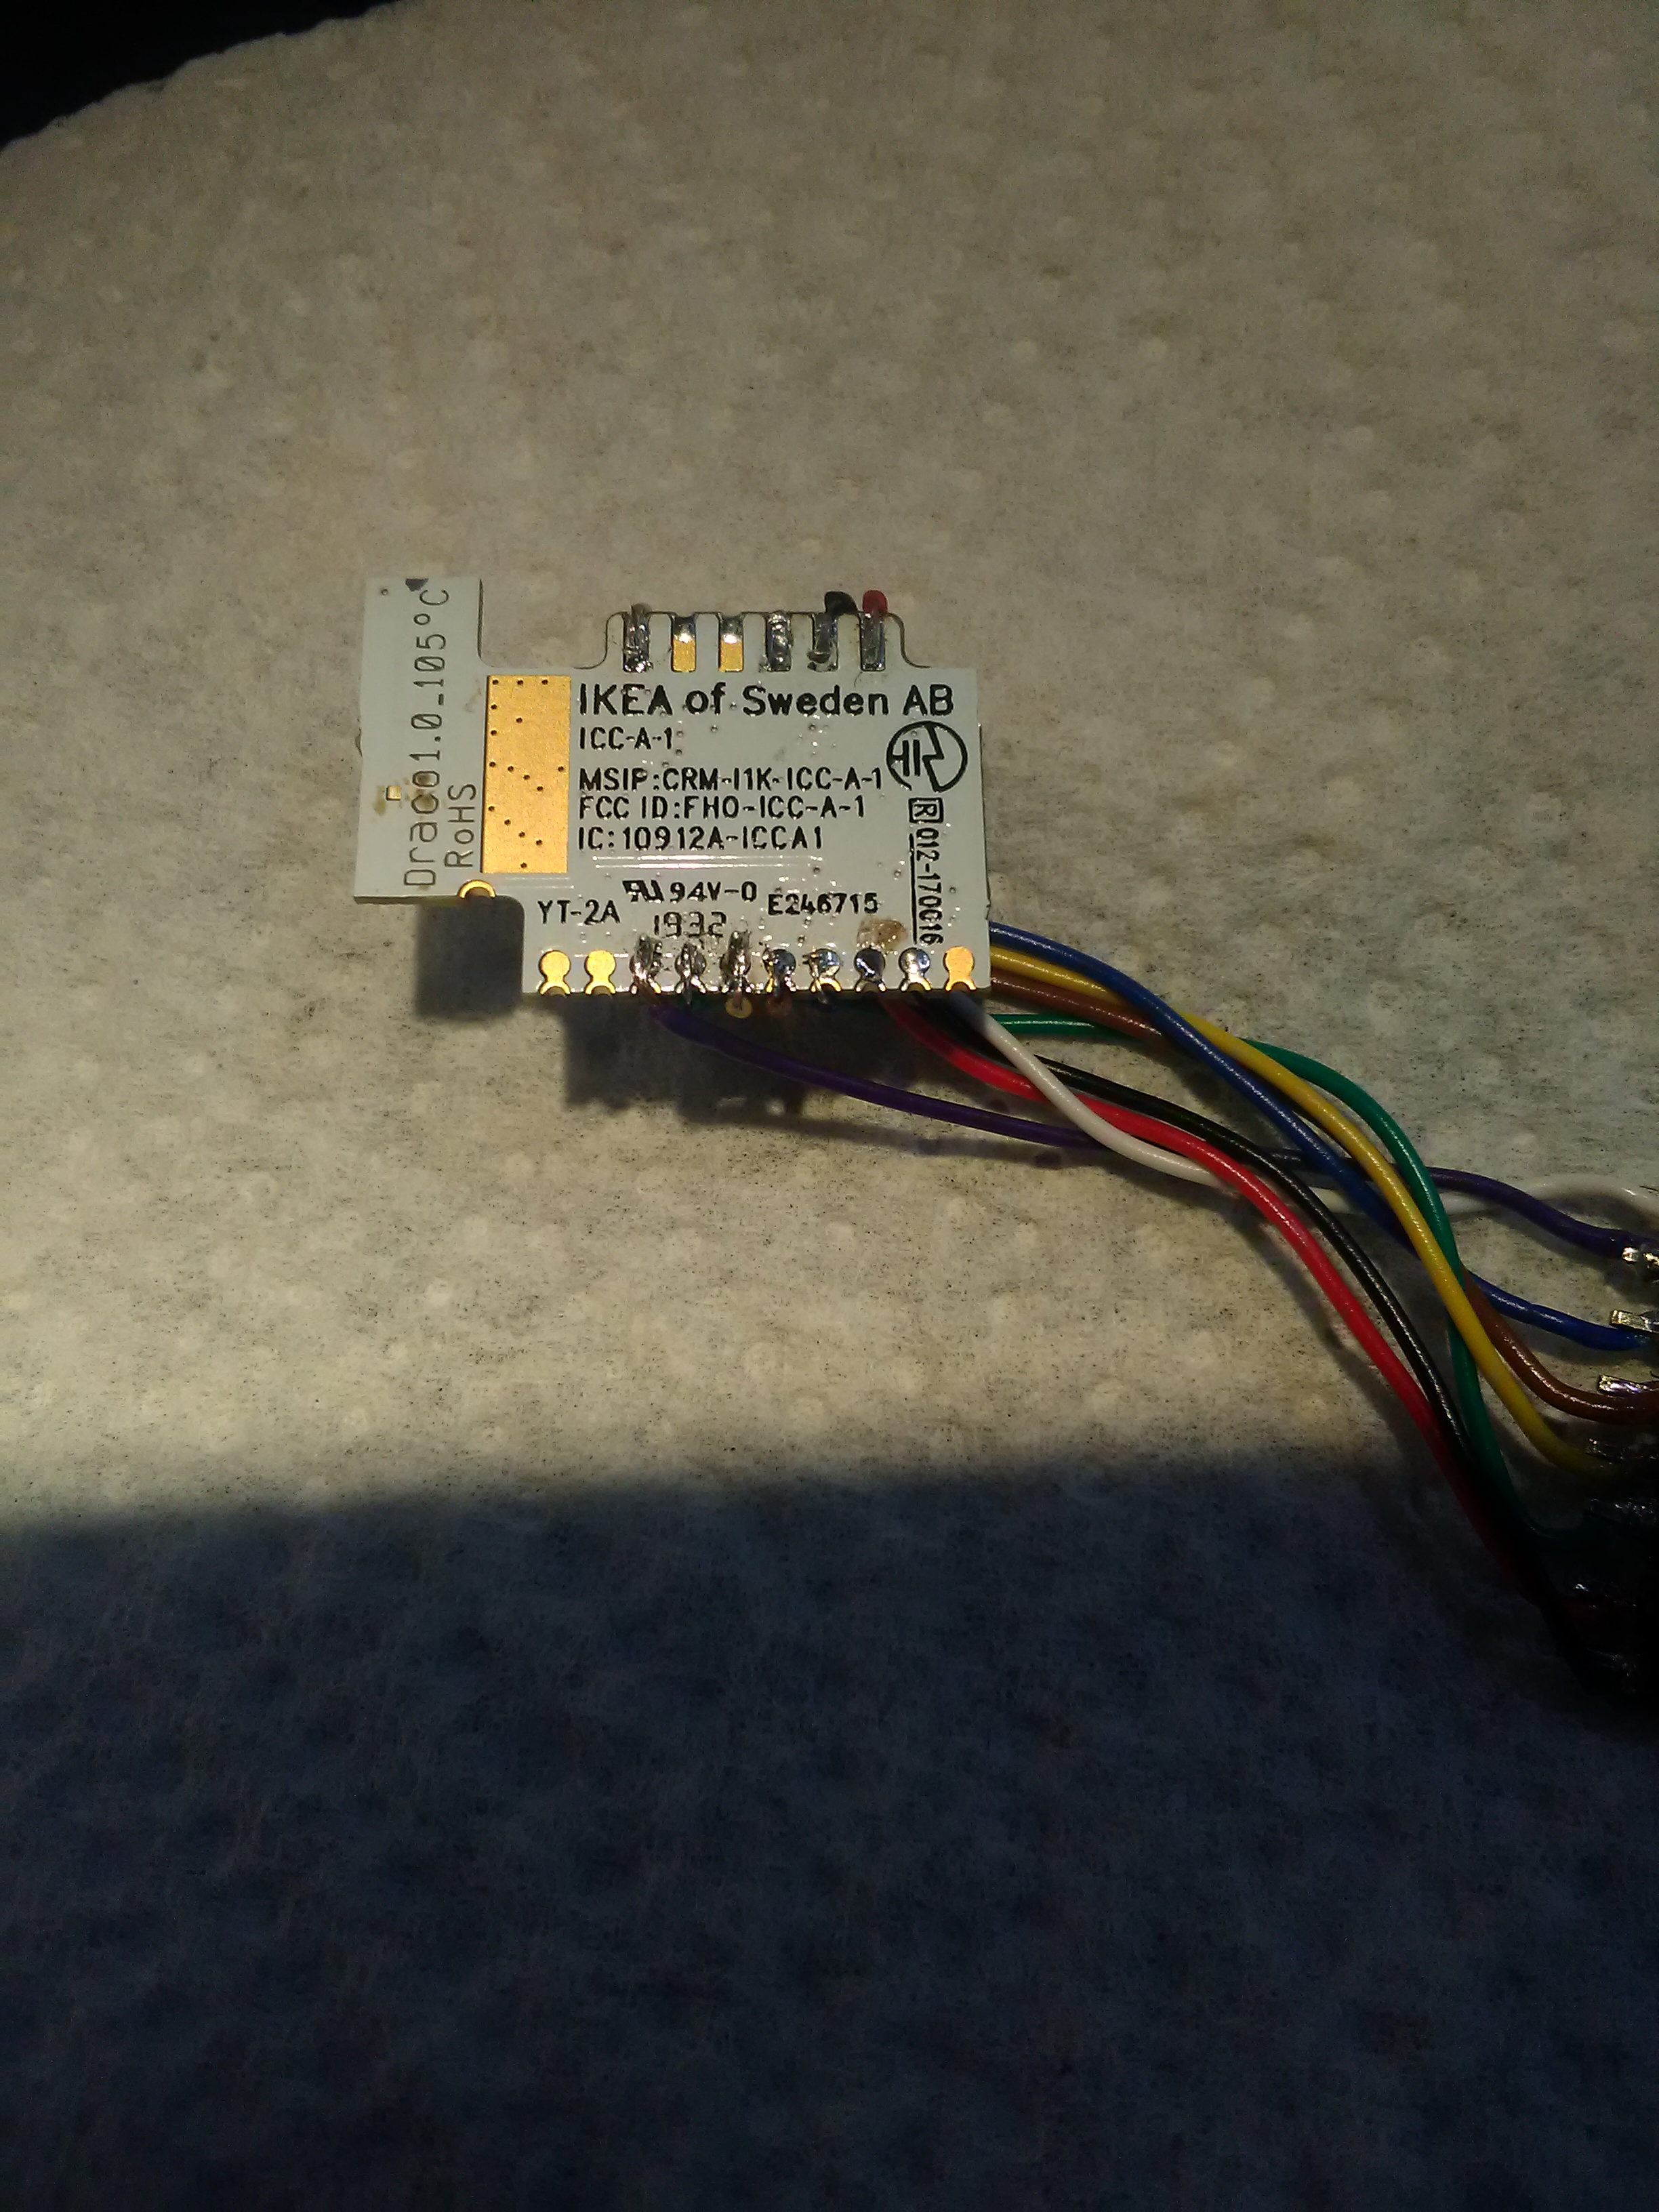 IKEA of Sweden AB
ICC-A-1
MSIP:CRM-I1K-ICC-A-1
FCC ID:FHO-ICC-A-1
IC:10912A-ICCA1
R 012-170016
94V-0
E246715
YT-2A
1932
Draco1.0_105°C
RoHS